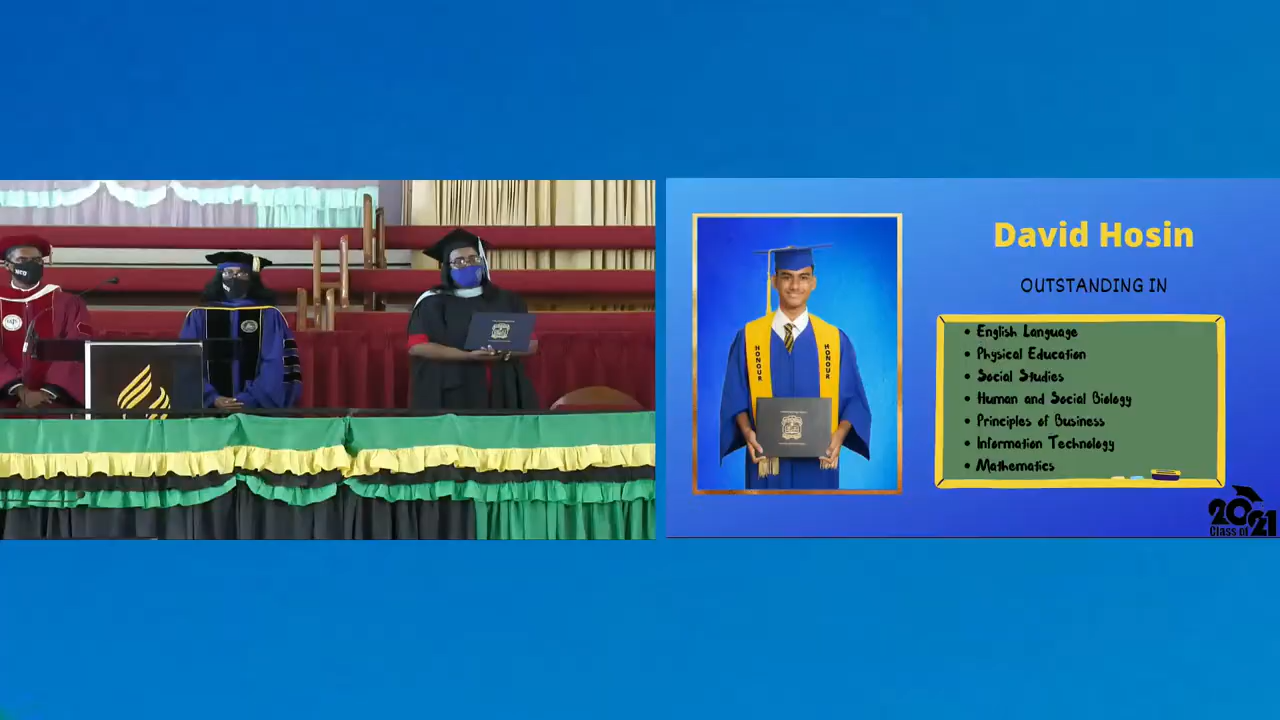 NCU
David Hosin
OUTSTANDING IN
HONOUR
HONOUR
• English Language
• Physical Education
• Social Studies
• Human and Social Biology
• Principles of Business
• Information Technology
• Mathematics
2021
Class of